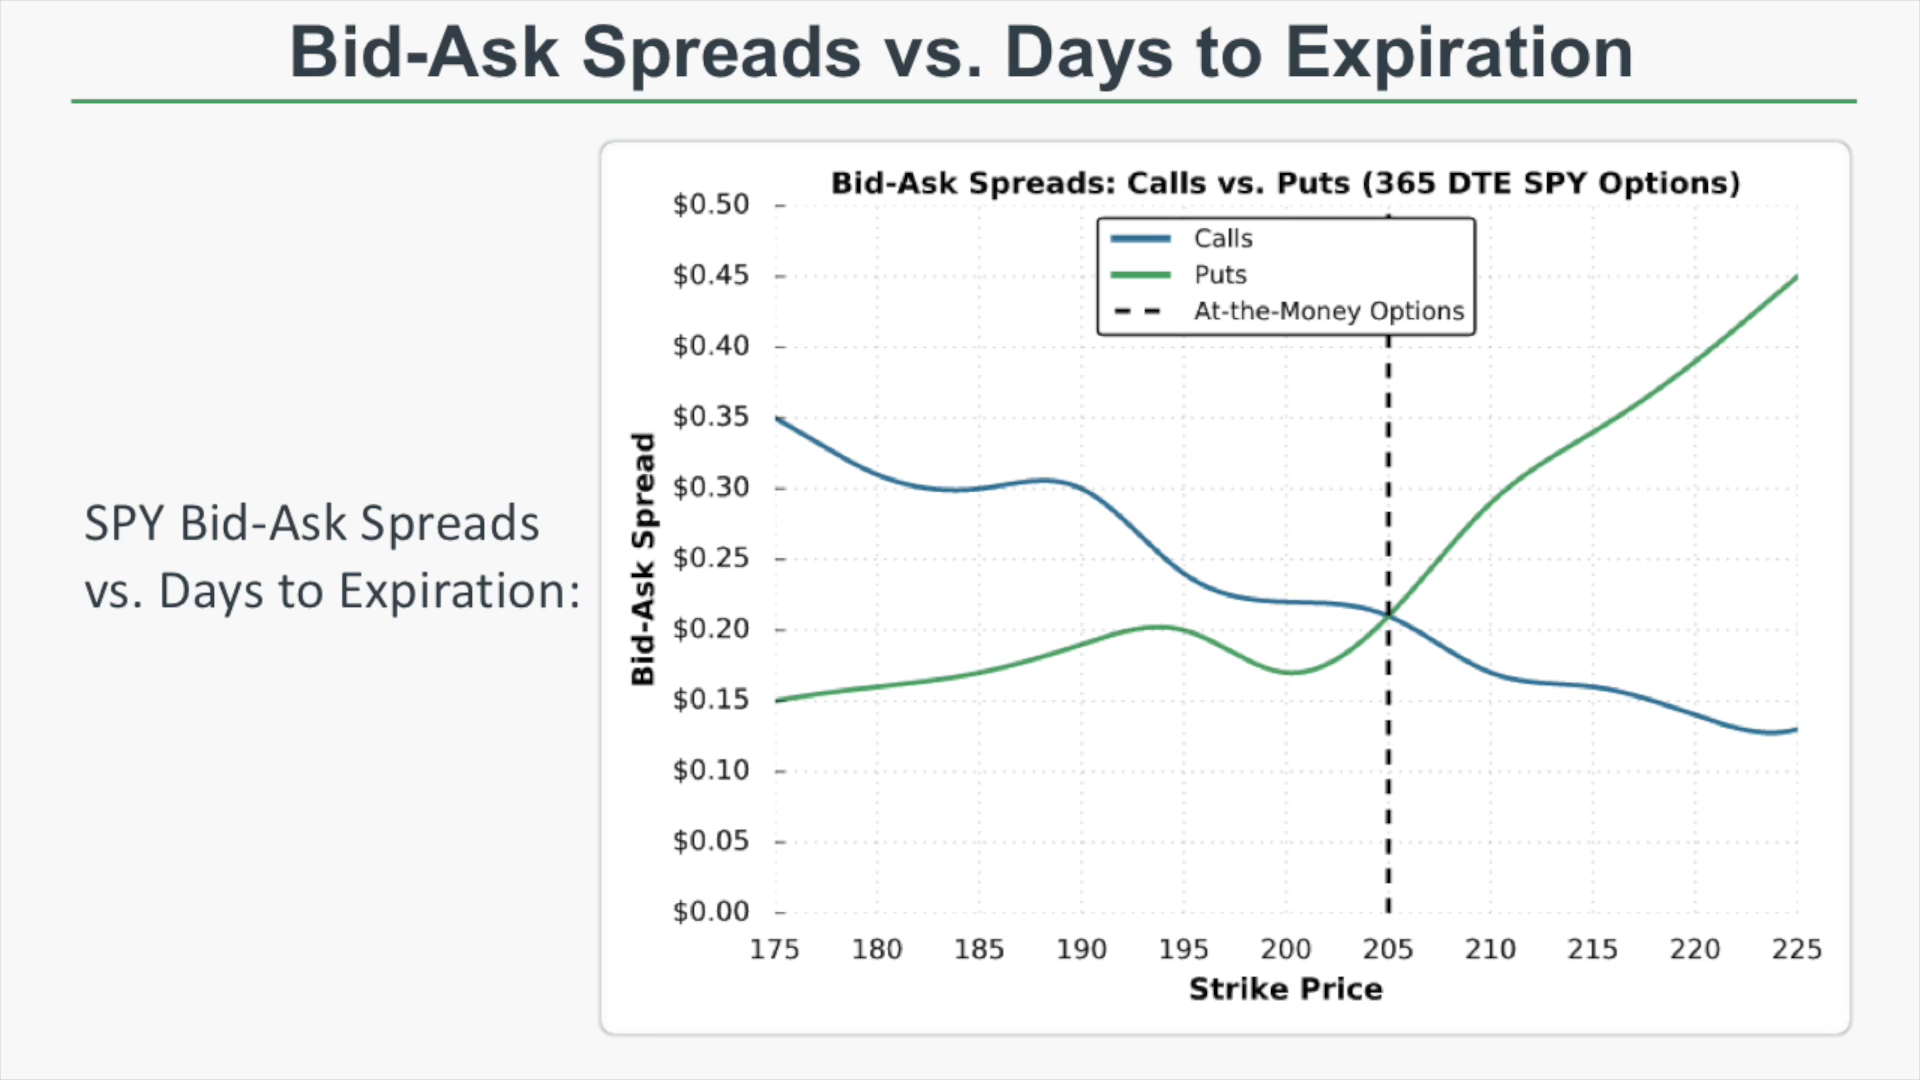 Bid-Ask Spreads vs. Days to Expiration
SPY Bid-Ask Spreads
vs. Days to Expiration:
Bid-Ask Spreads: Calls vs. Puts (365 DTE SPY Options)
Calls
Puts
At-the-Money Options
Bid-Ask Spread
$0.50
$0.45
$0.40
$0.35
$0.30
$0.25
$0.20
$0.15
$0.10
$0.05
$0.00
175 180 185 190 195 200 205 210 215 220 225
Strike Price